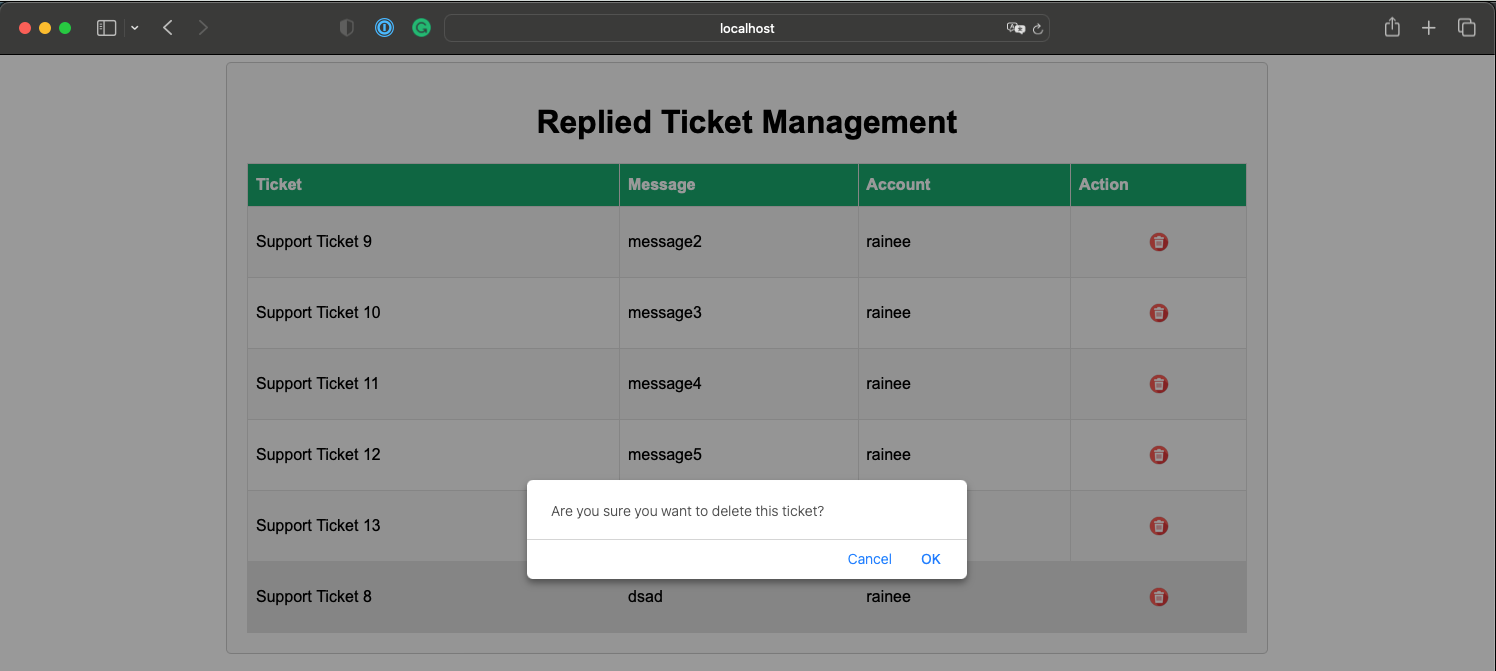 localhost
Replied Ticket Management
Ticket Message Account Action
Support Ticket 9 message2 rainee
Support Ticket 10 message3 rainee
Support Ticket 11 message4 rainee
Support Ticket 12 message5 rainee
Support Ticket 13
Are you sure you want to delete this ticket?
Cancel OK
Support Ticket 8 dsad rainee